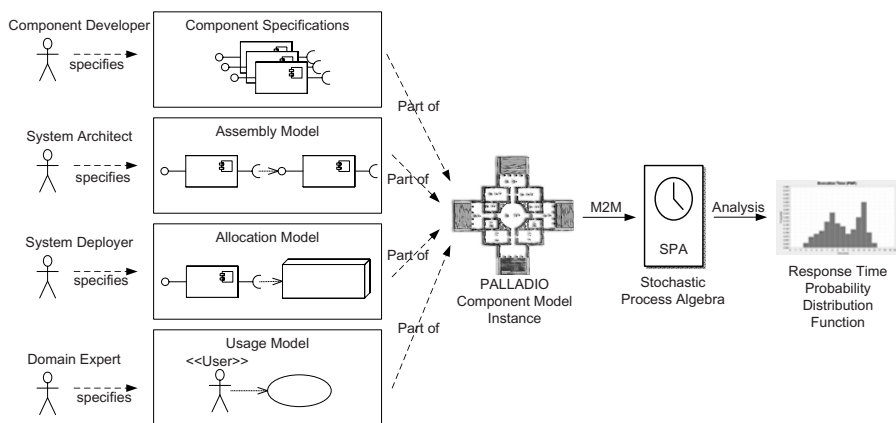 Component Developer
specifies
Component Specifications
Part of
System Architect
specifies
Assembly Model
Part of
System Deployer
specifies
Allocation Model
Part of
Domain Expert
specifies
Usage Model
<<User>>
Part of
PALLADIO
Component Model
Instance
M2M
SPA
Stochastic
Process Algebra
Analysis
Response Time
Probability
Distribution
Function